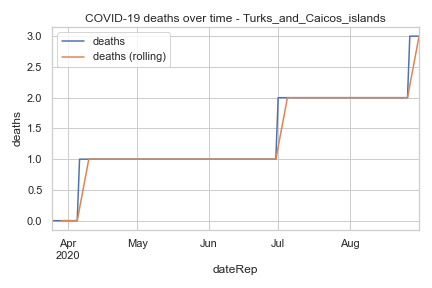 COVID-19 deaths over time - Turks_and_Caicos_islands
deaths
deaths (rolling)
3.0
2.5
2.0
1.5
1.0
0.5
0.0
deaths
Apr
2020
May
Jun
Jul
Aug
dateRep